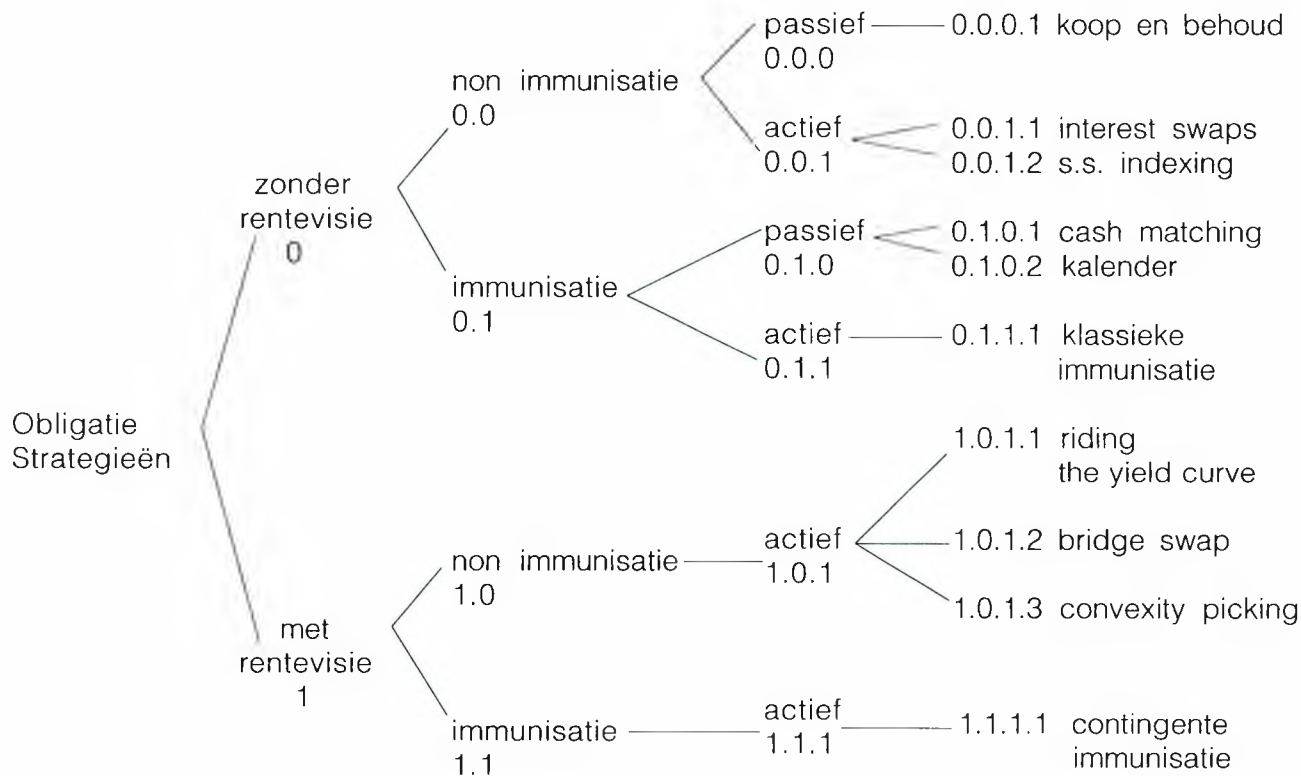 passief
0.0.0
0.0.0.1 koop en behoud
non immunisatie
0.0
actief
0.0.1
0.0.1.1 interest swaps
0.0.1.2 s.s. indexing
zonder
rentevisie
0
passief
0.1.0
0.1.0.1 cash matching
0.1.0.2 kalender
immunisatie
0.1
actief
0.1.1
0.1.1.1 klassieke
immunisatie
Obligatie
Strategieën
1.0.1.1 riding
the yield curve
non immunisatie
1.0
actief
1.0.1
1.0.1.2 bridge swap
1.0.1.3 convexity picking
met
rentevisie
1
immunisatie
1.1
actief
1.1.1
1.1.1.1 contingente
immunisatie